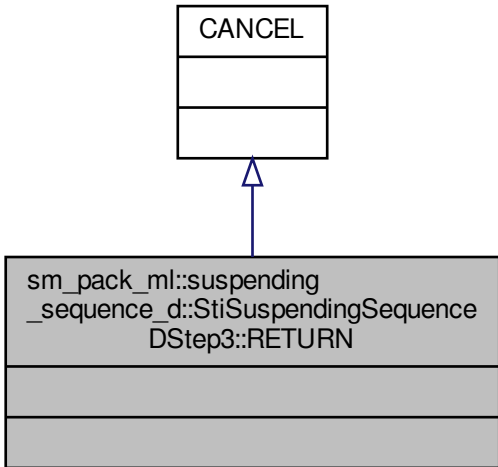 CANCEL
sm_pack_ml::suspending
_sequence_d::StiSuspendingSequence
DStep3::RETURN